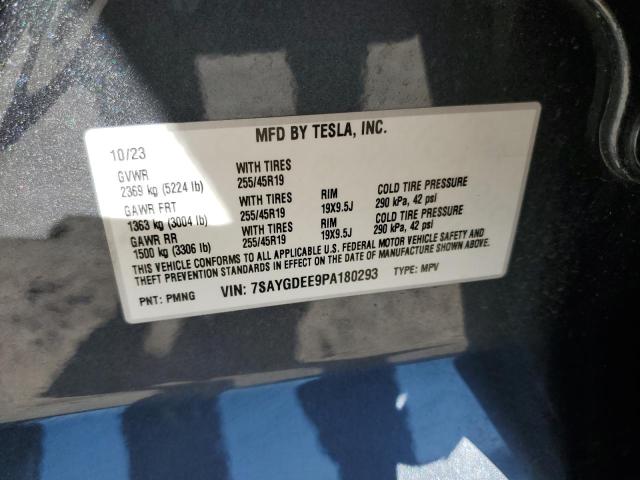 MFD BY TESLA, INC.
10/23
GVWR WITH TIRES
2369 kg (5224 lb) 255/45R19
GAWR FRT WITH TIRES RIM COLD TIRE PRESSURE
1363 kg (3004 lb) 255/45R19 19X9.5J 290 kPa, 42 psi
GAWR RR WITH TIRES RIM COLD TIRE PRESSURE
1500 kg (3306 lb) 255/45R19 19X9.5J 290 kPa, 42 psi
THIS VEHICLE CONFORMS TO ALL APPLICABLE U.S. FEDERAL MOTOR VEHICLE SAFETY AND
THEFT PREVENTION STANDARDS IN EFFECT ON THE DATE OF MANUFACTURE SHOWN ABOVE.
PNT: PMNG VIN: 7SAYGDEE9PA180293 TYPE: MPV